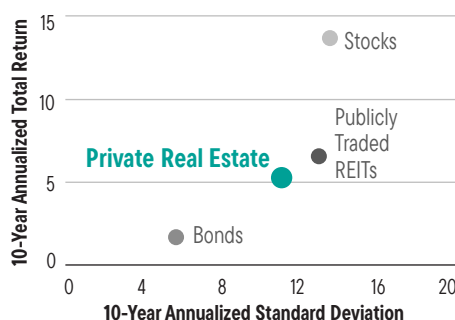 10-Year Annualized Total Return
15
10
5
0
Stocks
Publicly
Traded
REITs
Private Real Estate
Bonds
0 4 8 12 16 20
10-Year Annualized Standard Deviation